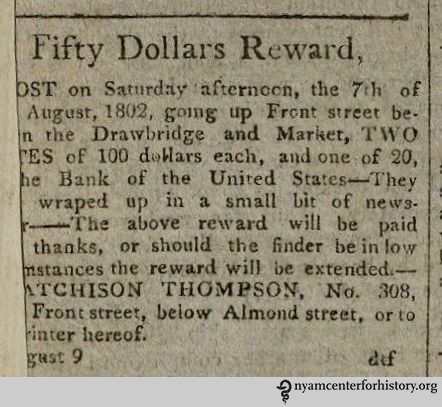 Fifty Dollars Reward,
OST on Saturday afternoon, the 7th of
August, 1802, going up Front street be-
n the Drawbridge and Market, TWO
TES of 100 dollars each, and one of 20,
he Bank of the United States—They
wraped up in a small bit of news-
r——The above reward will be paid
thanks, or should the finder be in low
mstances the reward will be extended.—
ATCHISON THOMPSON, No. 308,
Front street, below Almond street, or to
rinter hereof.
gust 9 dtf
nyamcenterforhistory.org